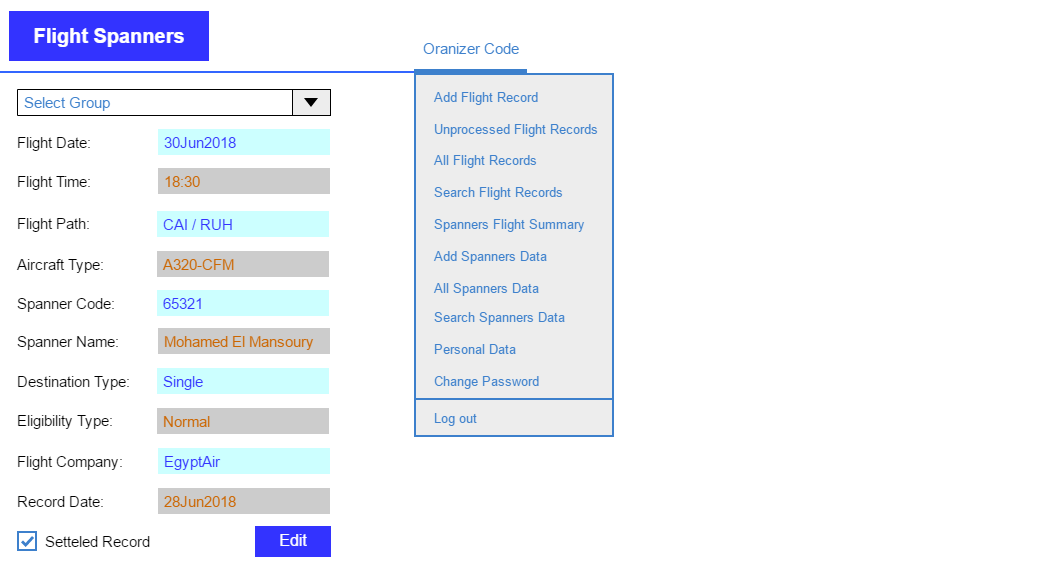 Flight Spanners
Oranizer Code
Select Group
Flight Date: 30Jun2018
Flight Time: 18:30
Flight Path: CAI / RUH
Aircraft Type: A320-CFM
Spanner Code: 65321
Spanner Name: Mohamed El Mansoury
Destination Type: Single
Eligibility Type: Normal
Flight Company: EgyptAir
Record Date: 28Jun2018
Setteled Record
Edit
Add Flight Record
Unprocessed Flight Records
All Flight Records
Search Flight Records
Spanners Flight Summary
Add Spanners Data
All Spanners Data
Search Spanners Data
Personal Data
Change Password
Log out